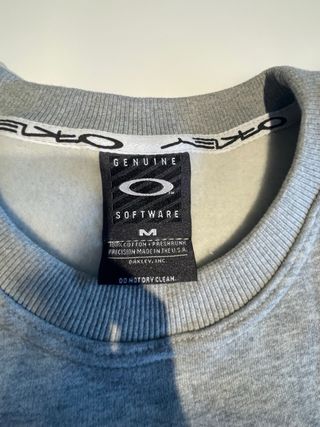 OAKLEY
OAKLEY
GENUINE
SOFTWARE
M
100% COTTON • PRESHRUNK
PRECISION MADE IN THE U.S.A.
OAKLEY, INC.
DO NOT DRY CLEAN.